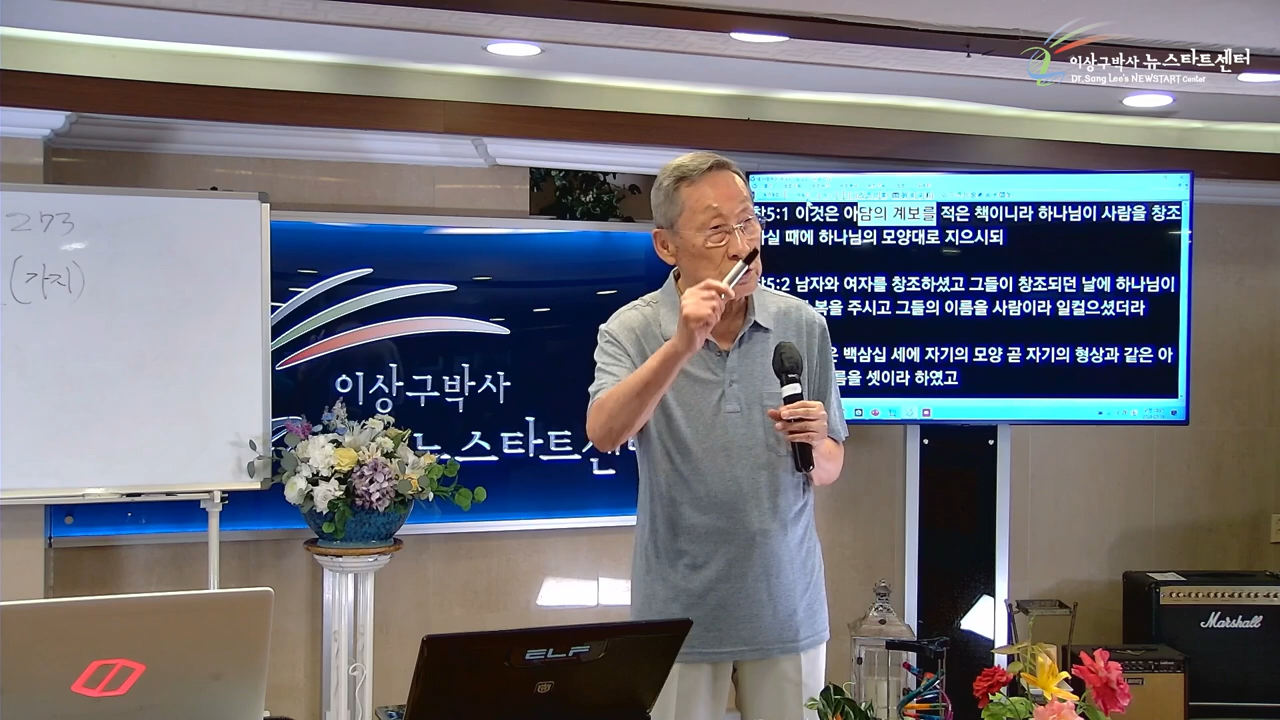 이상구박사 뉴스타트센터
Dr. Sang Lee's NEWSTART Center
273
(가지)
이상구박사
뉴스타트센
창5:1 이것은 아담의 계보를 적은 책이니라 하나님이 사람을 창조
하실 때에 하나님의 모양대로 지으시되
창5:2 남자와 여자를 창조하셨고 그들이 창조되던 날에 하나님이
복을 주시고 그들의 이름을 사람이라 일컬으셨더라
백삼십 세에 자기의 모양 곧 자기의 형상과 같은 아
이름을 셋이라 하였고
ELF
Marshall